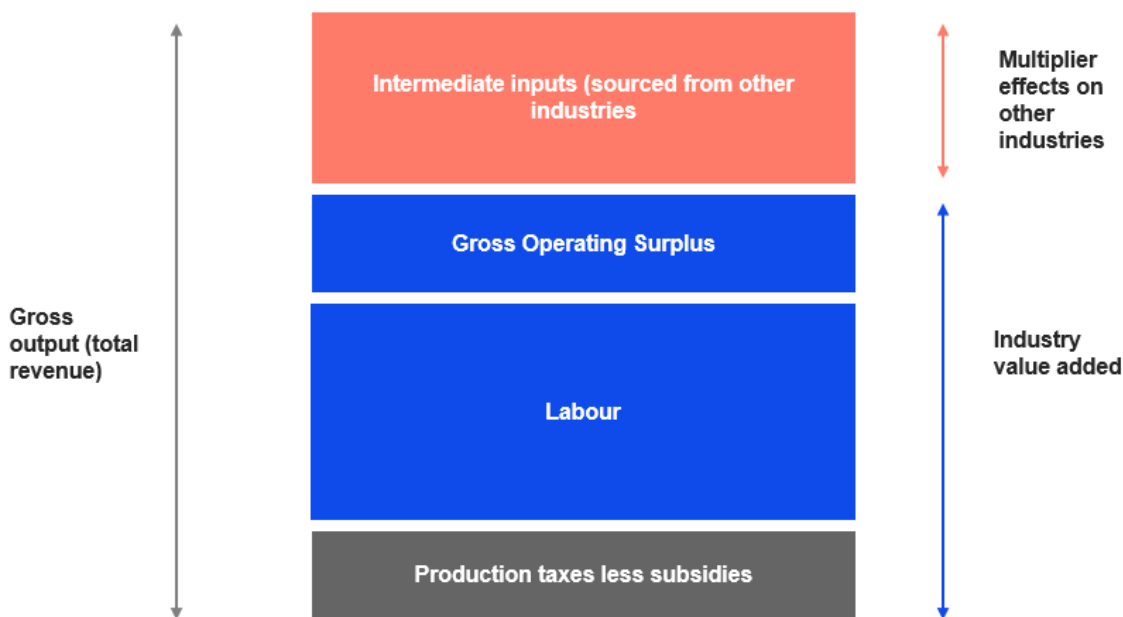 Intermediate inputs (sourced from other
industries
Multiplier
effects on
other
industries
Gross Operating Surplus
Gross
output (total
revenue)
Industry
value added
Labour
Production taxes less subsidies